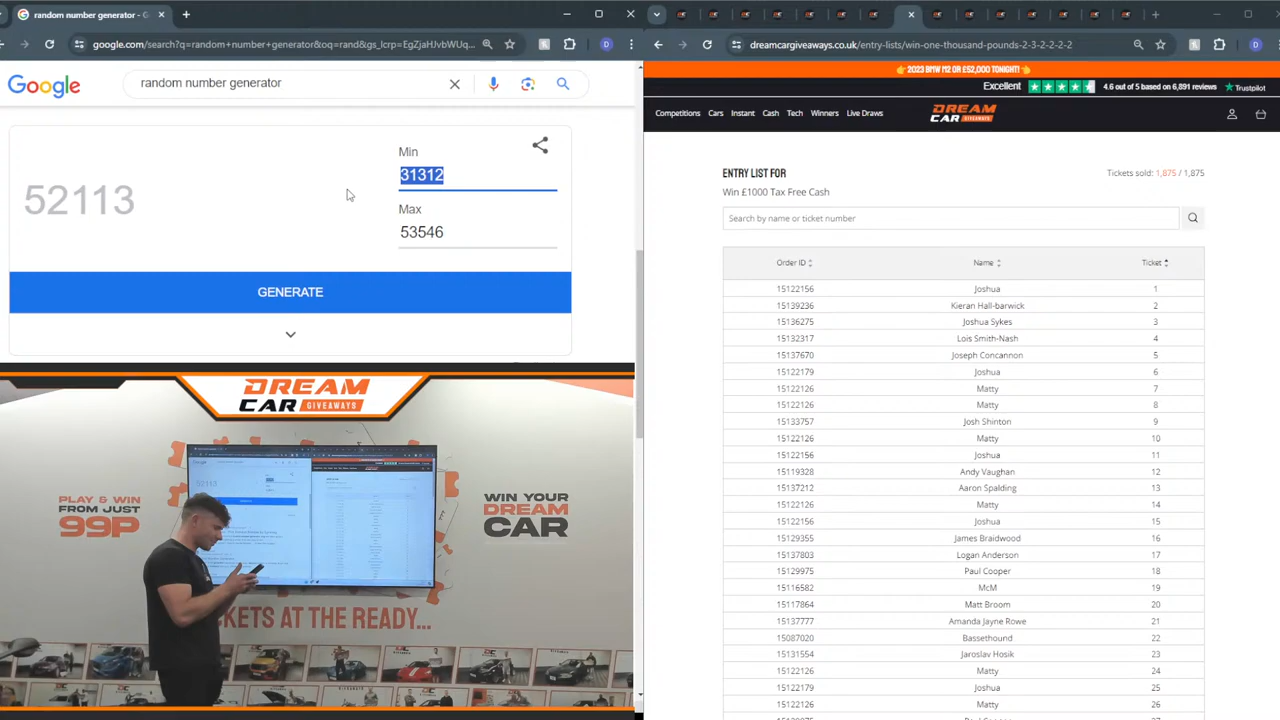 random number generator - G
google.com/search?q=random+number+generator&oq=rand&gs_lcrp=EgZjaHJvbWUq...
D
dreamcargiveaways.co.uk/entry-lists/win-one-thousand-pounds-2-3-2-2-2-2
D
Google
random number generator
52113
Min
31312
Max
53546
GENERATE
2023 BMW M2 OR £52,000 TONIGHT!
Excellent
4.6 out of 5 based on 6,891 reviews
Trustpilot
Competitions Cars Instant Cash Tech Winners Live Draws
DREAM
CAR GIVEAWAYS
ENTRY LIST FOR
Tickets sold: 1,875 / 1,875
Win £1000 Tax Free Cash
Search by name or ticket number
Order ID Name Ticket
15122156 Joshua 1
15139236 Kieran Hall-barwick 2
15136275 Joshua Sykes 3
15132317 Lois Smith-Nash 4
15137670 Joseph Concannon 5
15122179 Joshua 6
15122126 Matty 7
15122126 Matty 8
15133757 Josh Shinton 9
15122126 Matty 10
15122156 Joshua 11
15119328 Andy Vaughan 12
15137212 Aaron Spalding 13
15122126 Matty 14
15122156 Joshua 15
15129355 James Braidwood 16
15137803 Logan Anderson 17
15129975 Paul Cooper 18
15116582 McM 19
15117864 Matt Broom 20
15137777 Amanda Jayne Rowe 21
15087020 Bassethound 22
15131554 Jaroslav Hosik 23
15122126 Matty 24
15122179 Joshua 25
15122126 Matty 26
DREAM
CAR GIVEAWAYS
PLAY & WIN
FROM JUST
99P
WIN YOUR
DREAM
CAR
KETS AT THE READY...